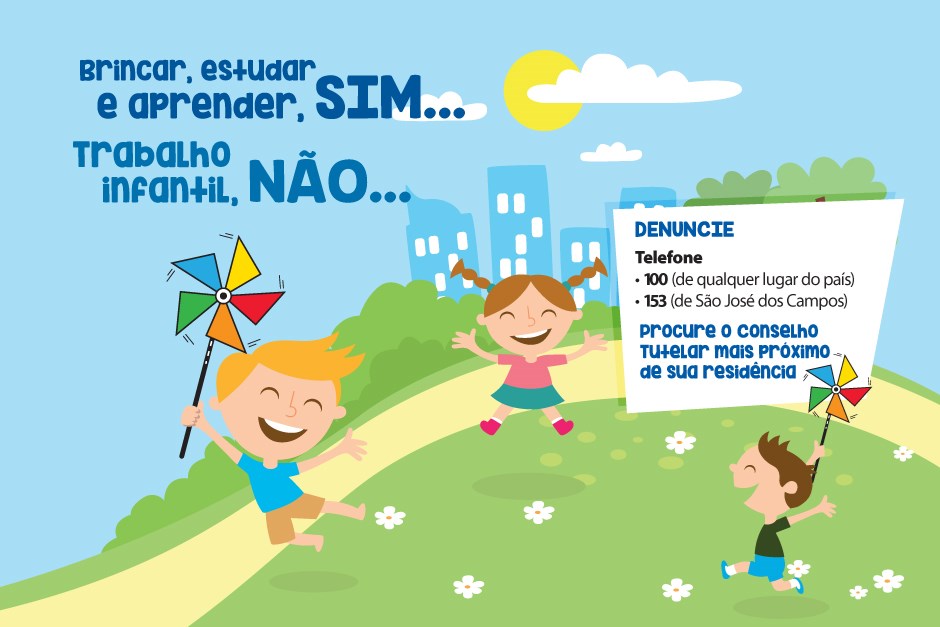 Brincar, estudar
e aprender, SIM...
Trabalho
infantil, NÃO...
DENUNCIE
Telefone
• 100 (de qualquer lugar do país)
• 153 (de São José dos Campos)
Procure o Conselho
Tutelar mais próximo
de sua residência